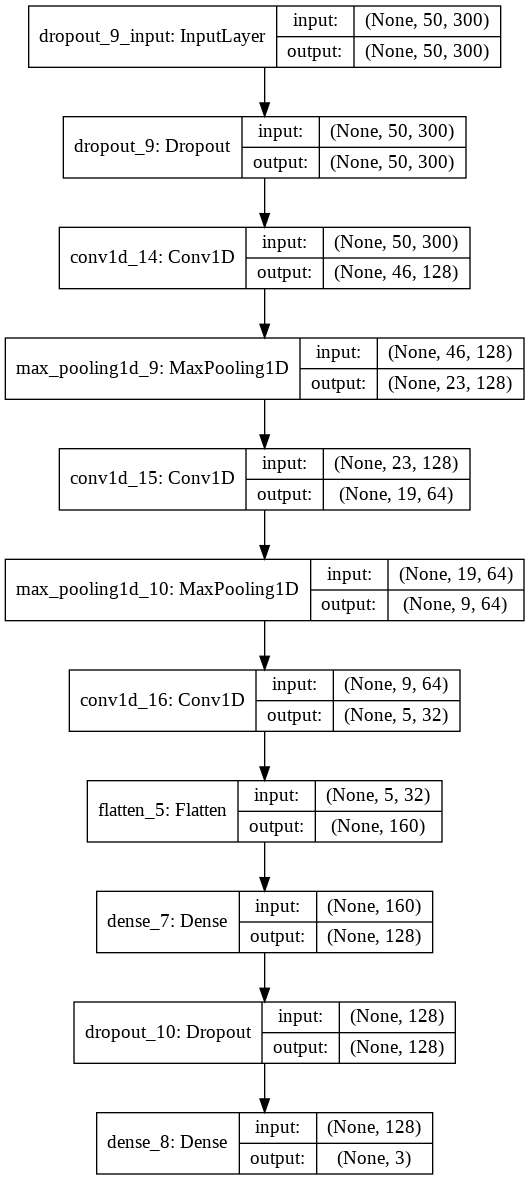 dropout_9_input: InputLayer
input: (None, 50, 300)
output: (None, 50, 300)
dropout_9: Dropout
input: (None, 50, 300)
output: (None, 50, 300)
conv1d_14: Conv1D
input: (None, 50, 300)
output: (None, 46, 128)
max_pooling1d_9: MaxPooling1D
input: (None, 46, 128)
output: (None, 23, 128)
conv1d_15: Conv1D
input: (None, 23, 128)
output: (None, 19, 64)
max_pooling1d_10: MaxPooling1D
input: (None, 19, 64)
output: (None, 9, 64)
conv1d_16: Conv1D
input: (None, 9, 64)
output: (None, 5, 32)
flatten_5: Flatten
input: (None, 5, 32)
output: (None, 160)
dense_7: Dense
input: (None, 160)
output: (None, 128)
dropout_10: Dropout
input: (None, 128)
output: (None, 128)
dense_8: Dense
input: (None, 128)
output: (None, 3)